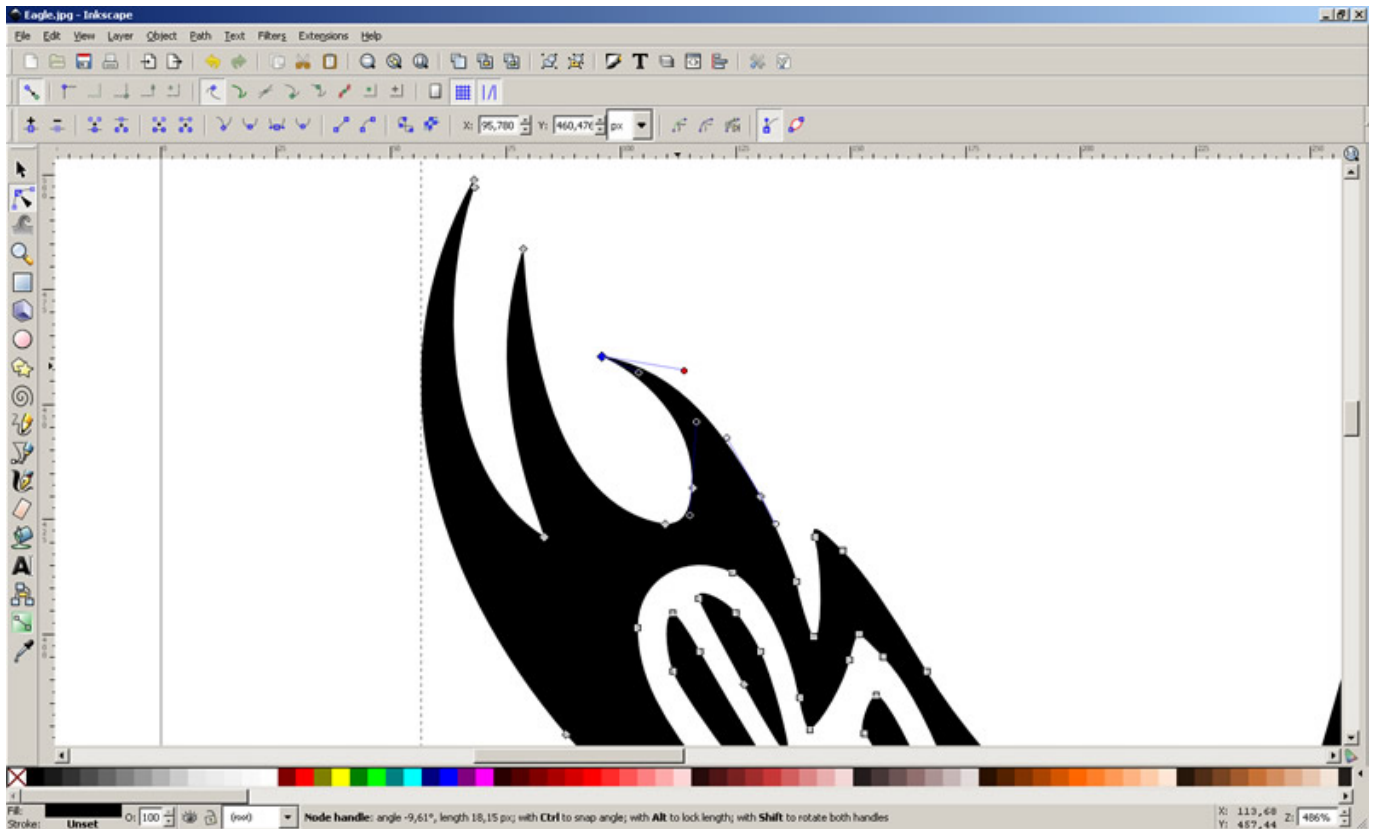 Eagle.jpg - Inkscape
File Edit View Layer Object Path Text Filters Extensions Help
X: 95,780 Y: 460,476 px
Fill:
Stroke: Unset O: 100 (root) Node handle: angle -9,61°, length 18,15 px; with Ctrl to snap angle; with Alt to lock length; with Shift to rotate both handles X: 113,68 Y: 457,44 Z: 486%